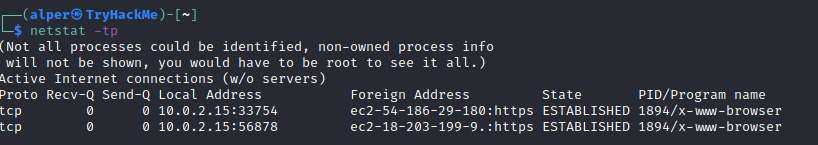 ┌──(alper㉿TryHackMe)-[~]
└─$ netstat -tp
(Not all processes could be identified, non-owned process info
 will not be shown, you would have to be root to see it all.)
Active Internet connections (w/o servers)
Proto Recv-Q Send-Q Local Address           Foreign Address         State       PID/Program name
tcp        0      0 10.0.2.15:33754         ec2-54-186-29-180:https ESTABLISHED 1894/x-www-browser
tcp        0      0 10.0.2.15:56878         ec2-18-203-199-9.:https ESTABLISHED 1894/x-www-browser